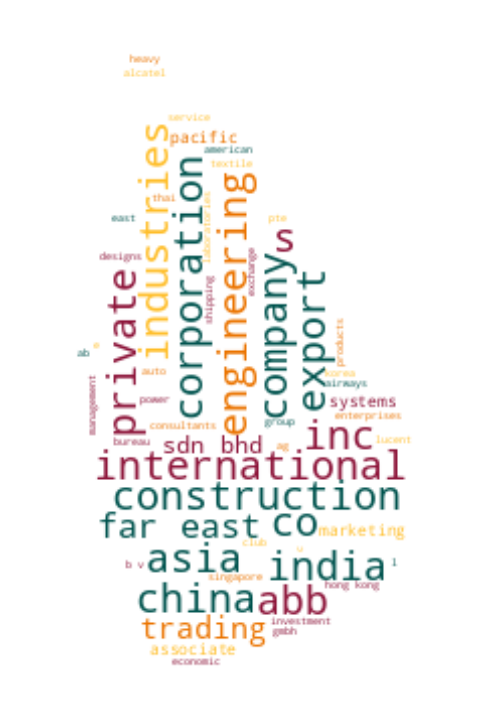 heavy
alcatel
service
pacific
american
textile
industries
corporation
engineering
thai
laboratories
east
pte
s
designs
exchange
company
private
export
shipping
products
ab
e
auto
korea
airways
management
power
systems
enterprises
consultants
group
inc
bureau
sdn bhd
ag
lucent
international
construction
far east
co
marketing
club
u
asia
india
b v
l
singapore
hong kong
china
abb
trading
investment
gmbh
associate
economic